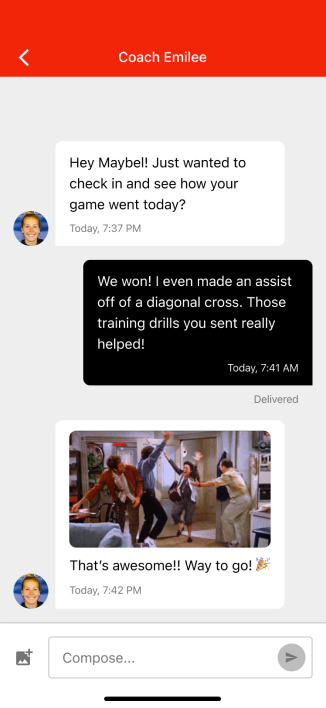 Coach Emilee
Hey Maybel! Just wanted to
check in and see how your
game went today?
Today, 7:37 PM
We won! I even made an assist
off of a diagonal cross. Those
training drills you sent really
helped!
Today, 7:41 AM
Delivered
That's awesome!! Way to go! 🎉
Today, 7:42 PM
Compose...